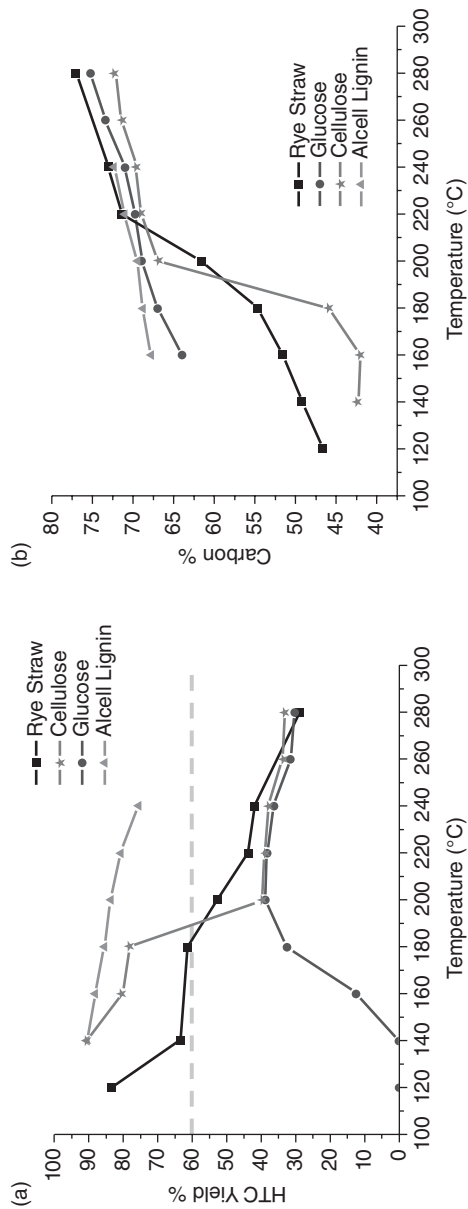 (a)
HTC Yield %
100
90
80
70
60
50
40
30
20
10
0
100 120 140 160 180 200 220 240 260 280 300
Temperature (°C)
Rye Straw
Cellulose
Glucose
Alcell Lignin
(b)
Carbon %
80
75
70
65
60
55
50
45
40
100 120 140 160 180 200 220 240 260 280 300
Temperature (°C)
Rye Straw
Glucose
Cellulose
Alcell Lignin